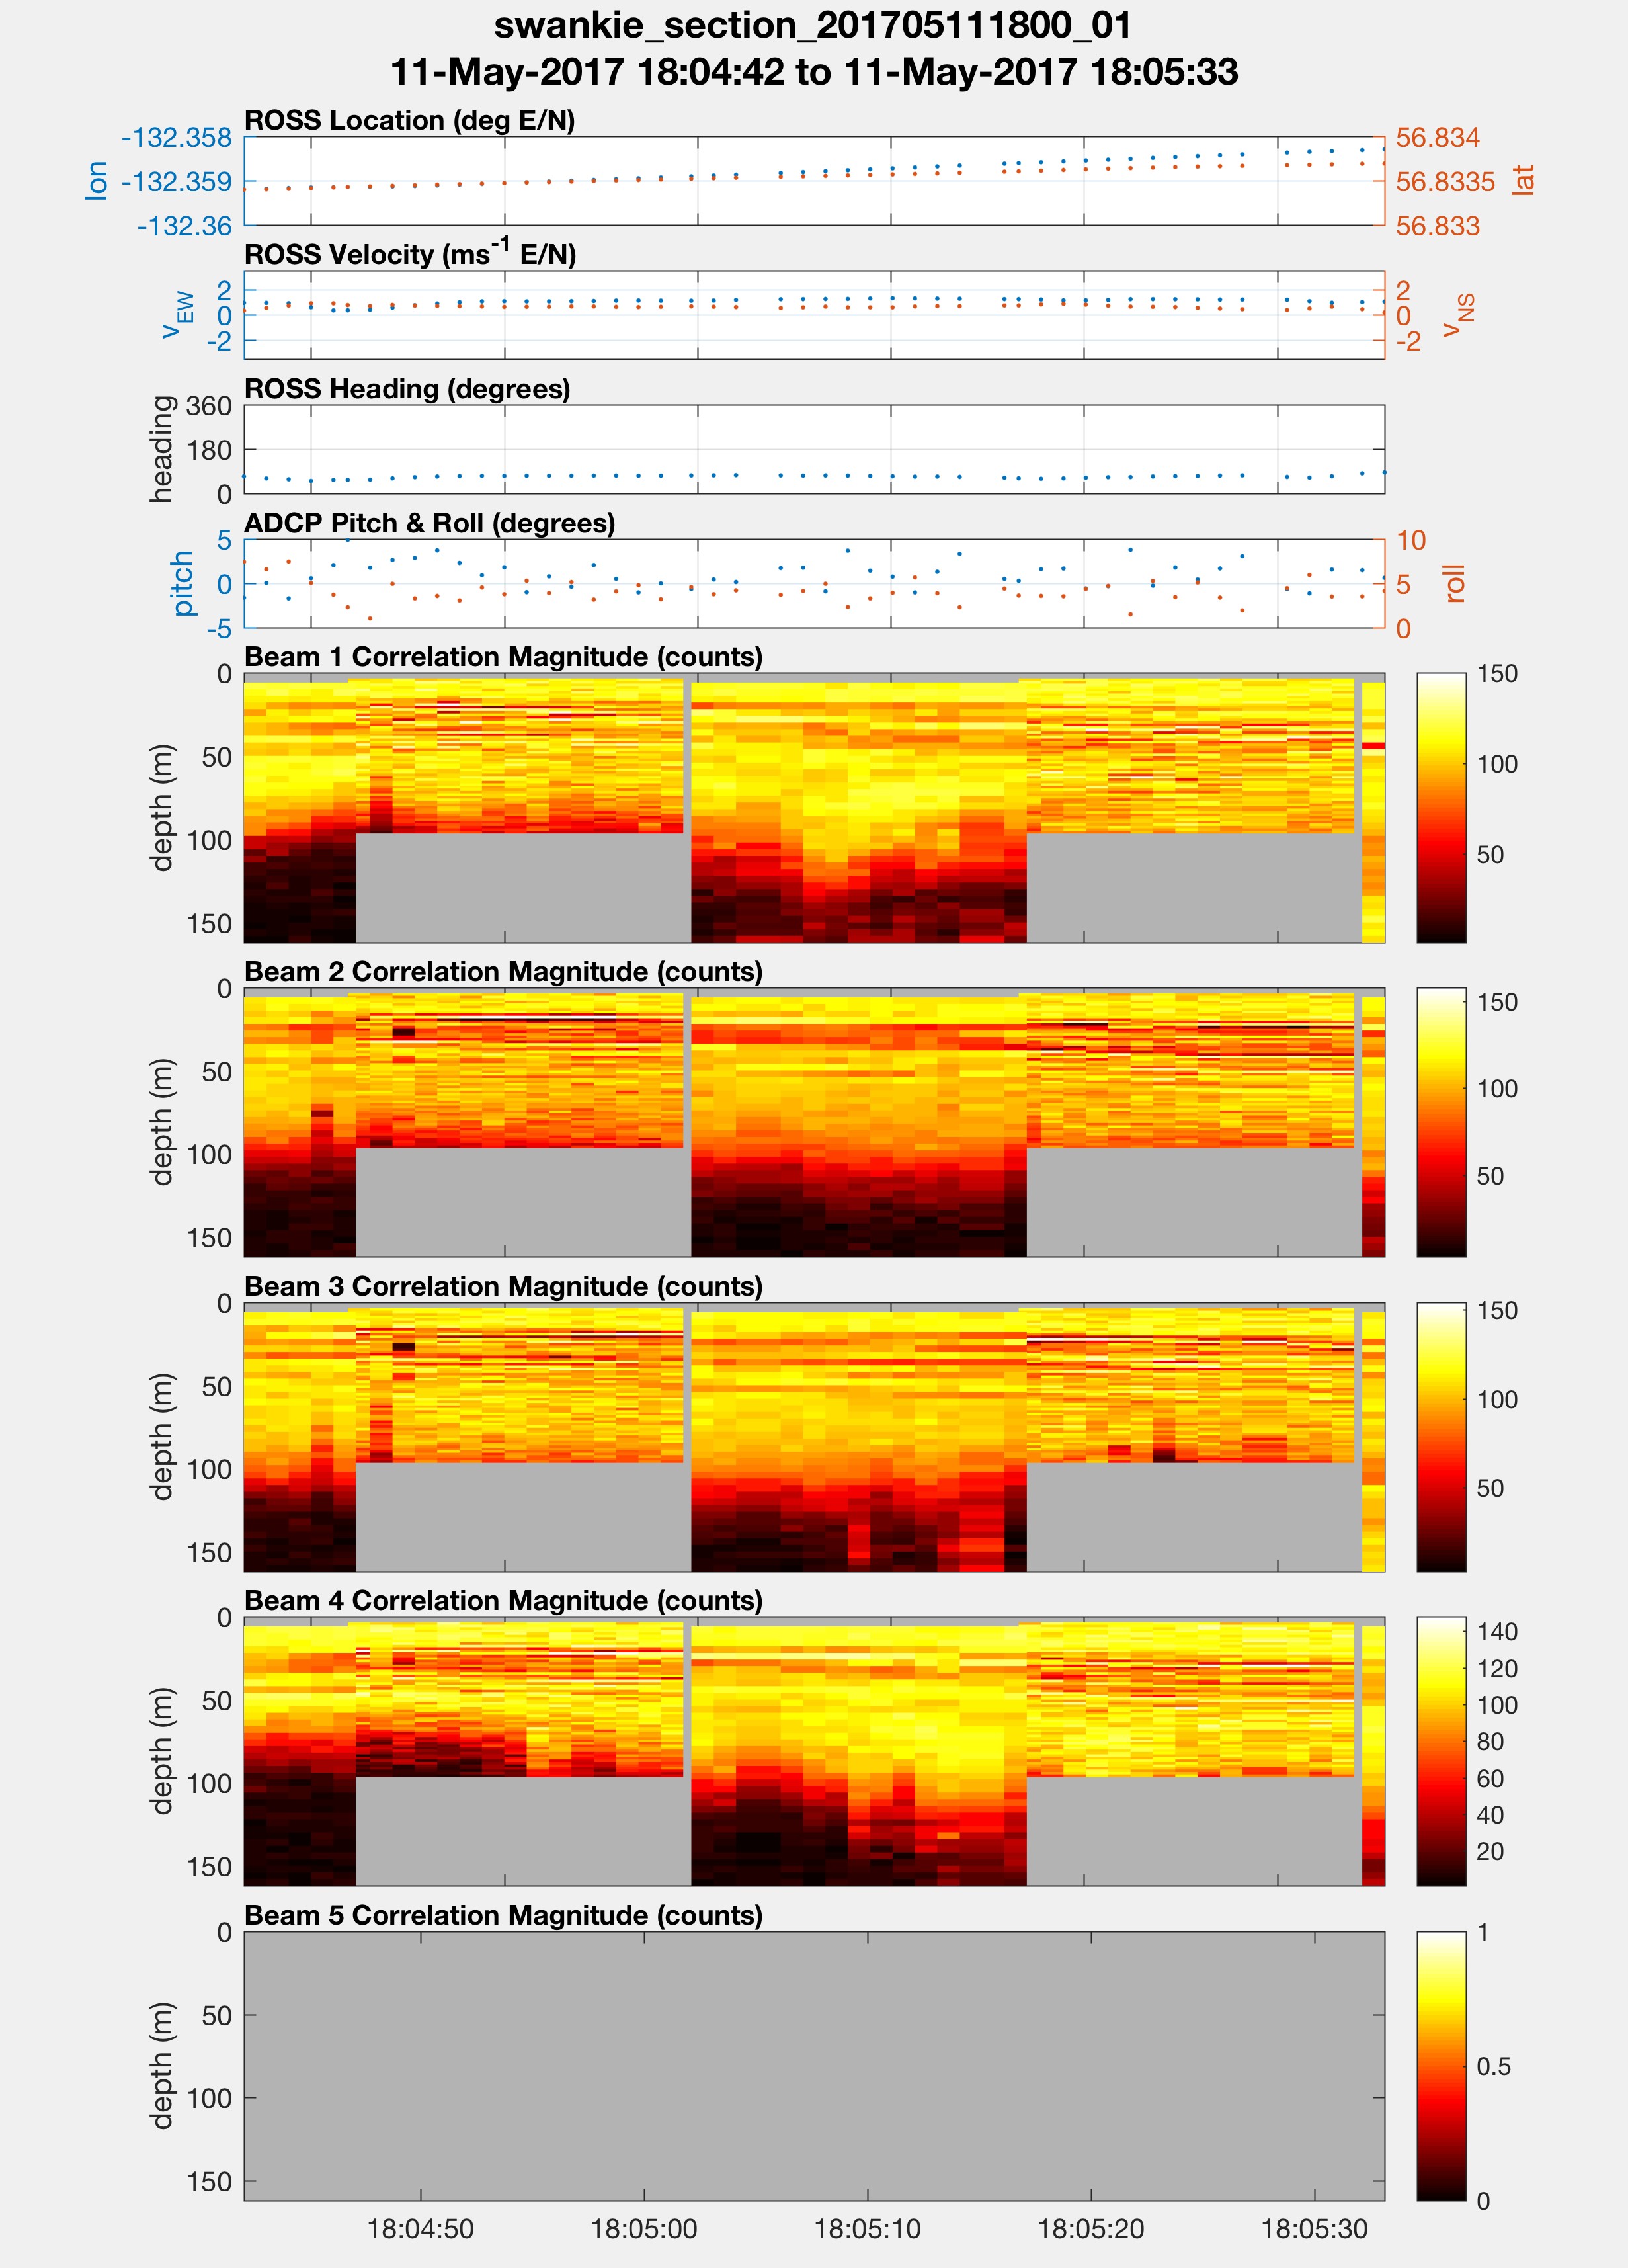 swankie_section_201705111800_01
11-May-2017 18:04:42 to 11-May-2017 18:05:33
ROSS Location (deg E/N)
-132.358
-132.359
-132.36
lon
56.834
56.8335
56.833
lat
ROSS Velocity (ms-1 E/N)
2
0
-2
vEW
2
0
-2
vNS
ROSS Heading (degrees)
360
180
0
heading
ADCP Pitch & Roll (degrees)
5
0
-5
pitch
10
5
0
roll
Beam 1 Correlation Magnitude (counts)
0
50
100
150
depth (m)
150
100
50
Beam 2 Correlation Magnitude (counts)
0
50
100
150
depth (m)
150
100
50
Beam 3 Correlation Magnitude (counts)
0
50
100
150
depth (m)
150
100
50
Beam 4 Correlation Magnitude (counts)
0
50
100
150
depth (m)
140
120
100
80
60
40
20
Beam 5 Correlation Magnitude (counts)
0
50
100
150
depth (m)
1
0.5
0
18:04:50 18:05:00 18:05:10 18:05:20 18:05:30